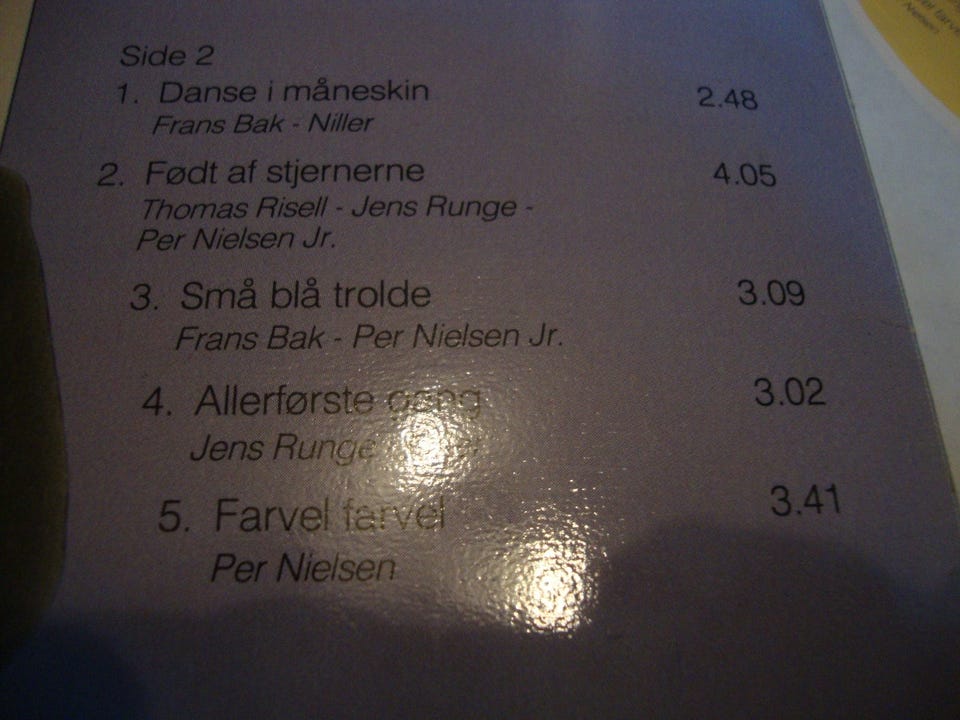 Side 2
1. Danse i måneskin 2.48
Frans Bak - Niller
2. Født af stjernerne 4.05
Thomas Risell - Jens Runge -
Per Nielsen Jr.
3. Små blå trolde 3.09
Frans Bak - Per Nielsen Jr.
4. Allerførste gang 3.02
Jens Runge
5. Farvel farvel 3.41
Per Nielsen